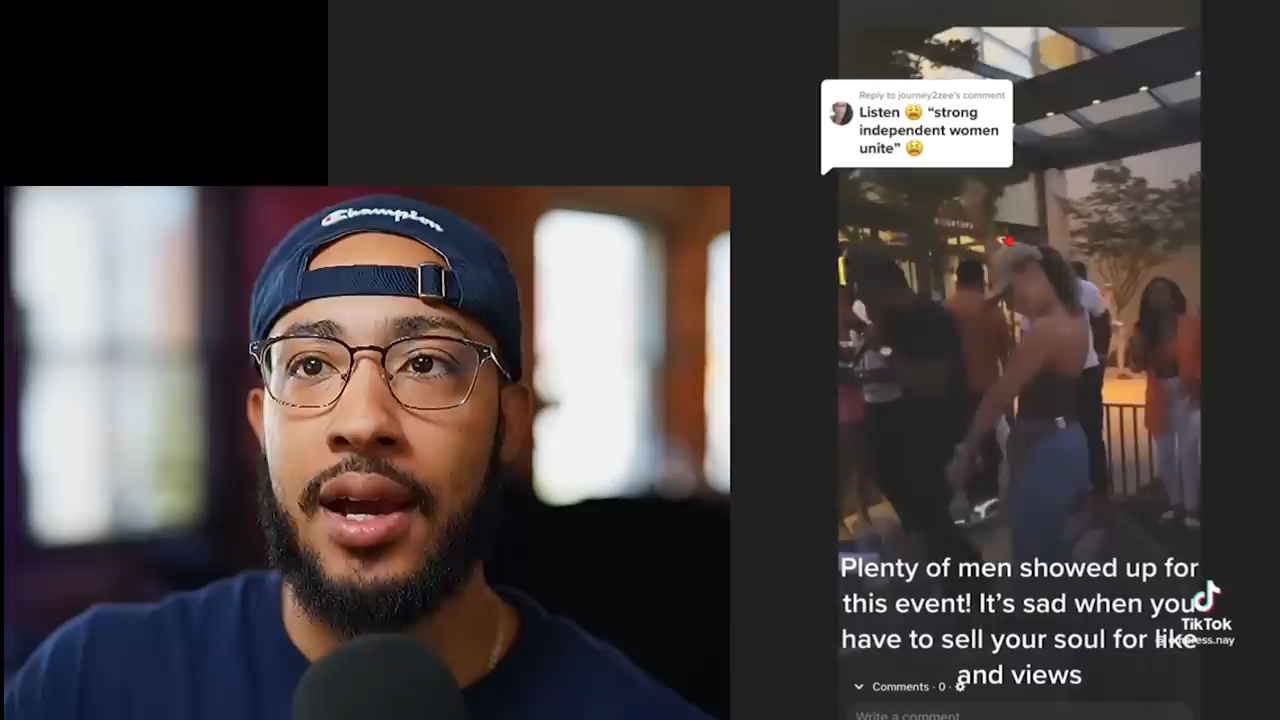 Champion
Reply to journey2zee's comment
Listen 😩 “strong
independent women
unite” 😫
Plenty of men showed up for
this event! It’s sad when you
have to sell your soul for like
and views
TikTok
Comments · 0 ·
Write a comment